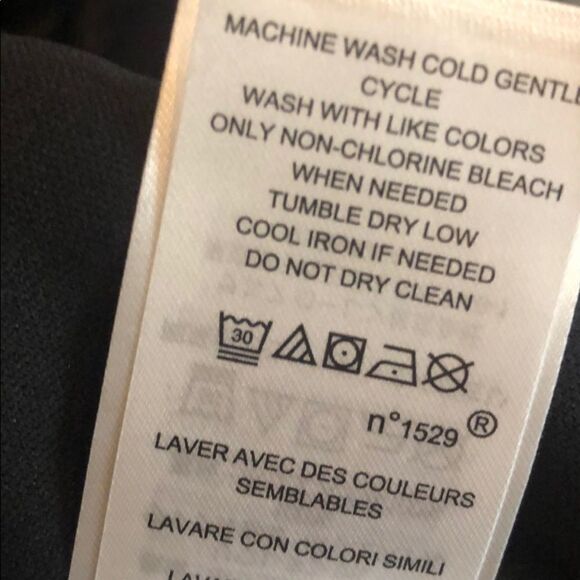 MACHINE WASH COLD GENTLE
CYCLE
WASH WITH LIKE COLORS
ONLY NON-CHLORINE BLEACH
WHEN NEEDED
TUMBLE DRY LOW
COOL IRON IF NEEDED
DO NOT DRY CLEAN
30
n°1529 ®
LAVER AVEC DES COULEURS
SEMBLABLES
LAVARE CON COLORI SIMILI